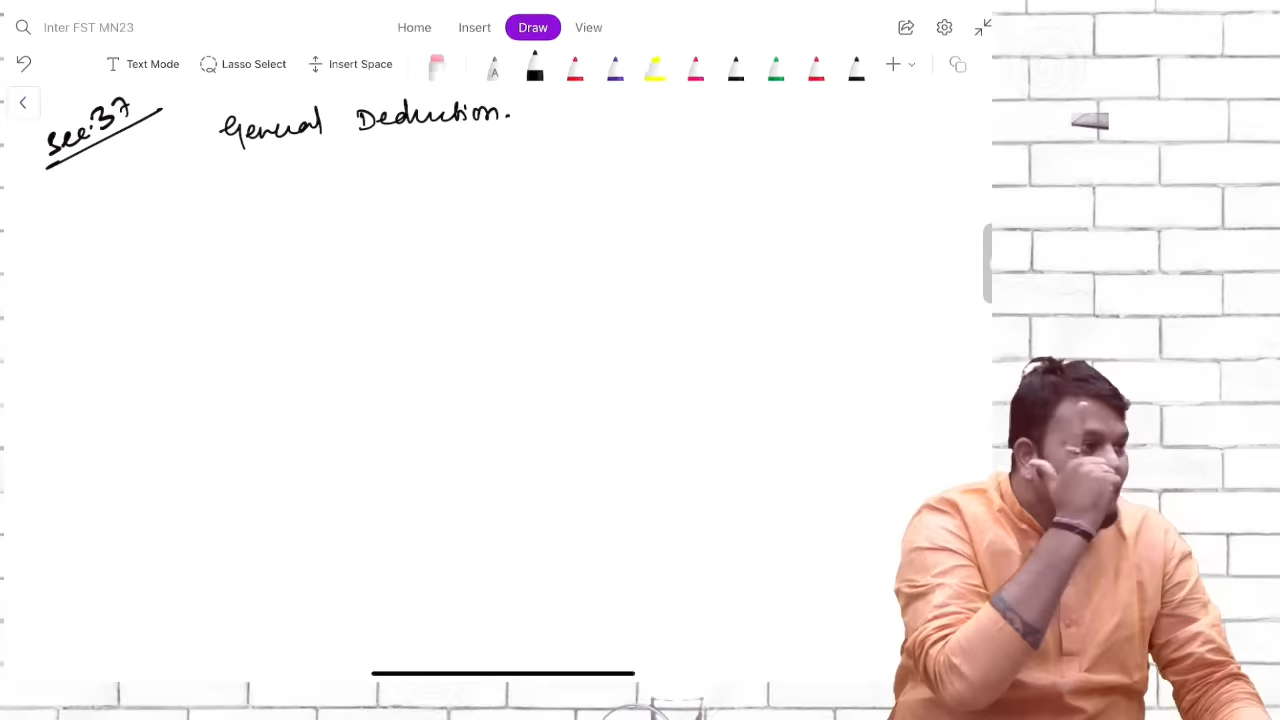 Inter FST MN23 Home Insert Draw View
Text Mode Lasso Select Insert Space A
Sec.37 General Deduction.